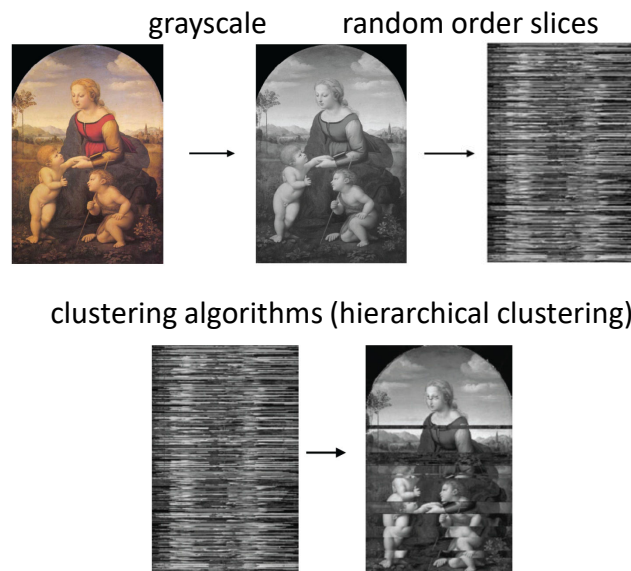 grayscale
random order slices
clustering algorithms (hierarchical clustering)